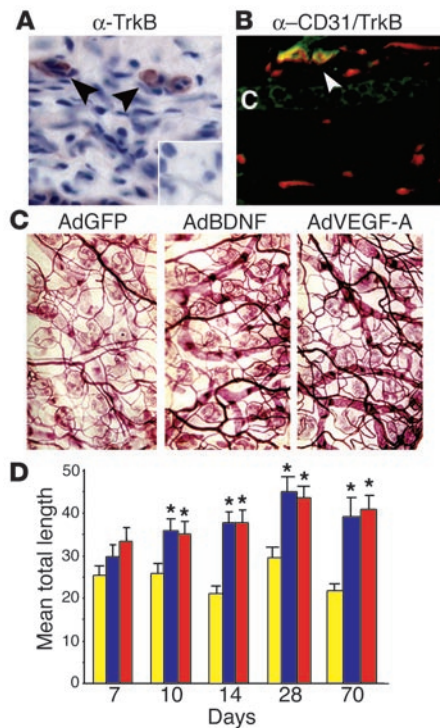 A α-TrkB
B α–CD31/TrkB
C
C
AdGFP AdBDNF AdVEGF-A
D
Mean total length
50
40
30
20
10
0
* * * * * * * *
7 10 14 28 70
Days